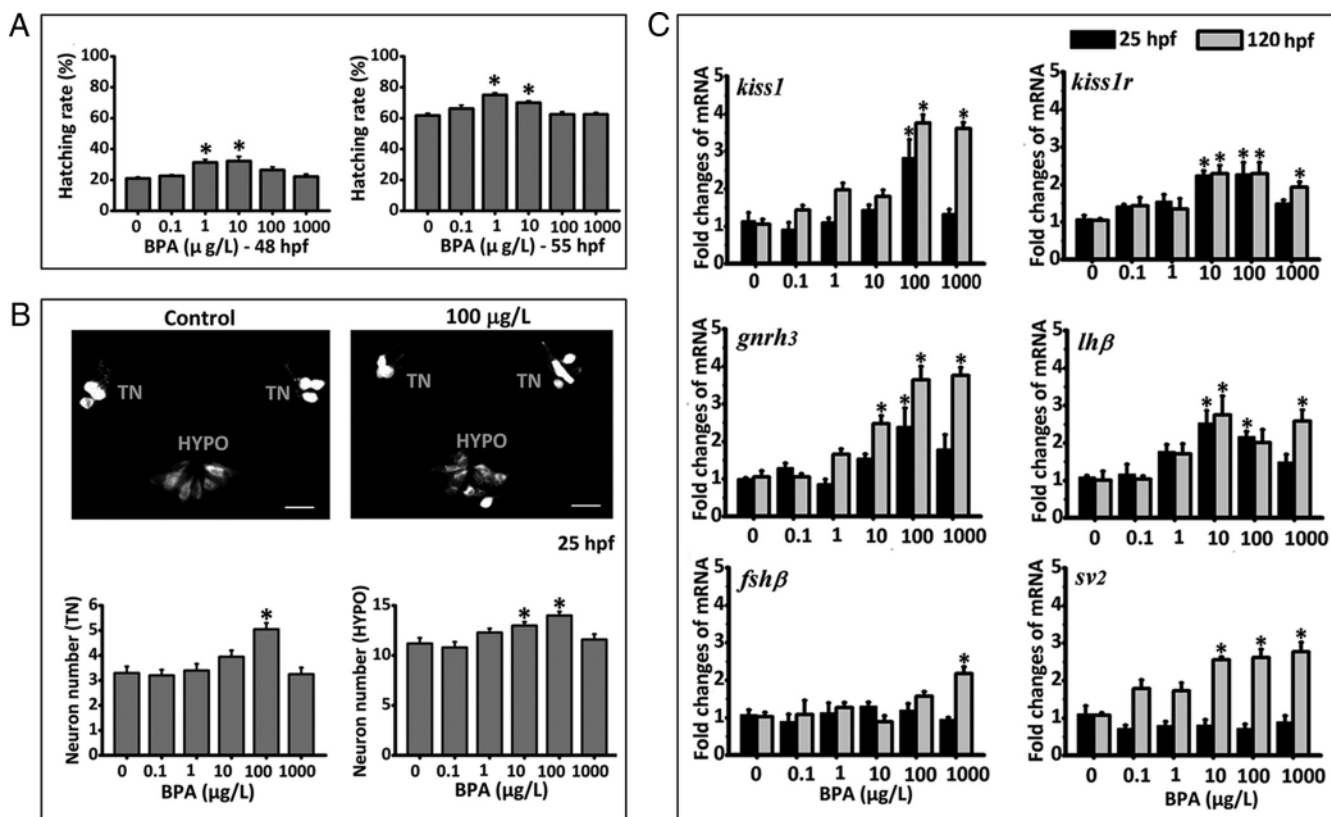 A
100
80
60
40
20
0
Hatching rate (%)
* *
0 0.1 1 10 100 1000
BPA (μ g/L) - 48 hpf
100
80
60
40
20
0
Hatching rate (%)
* *
0 0.1 1 10 100 1000
BPA (μ g/L) - 55 hpf
B
Control
TN
TN
HYPO
100 μg/L
TN
TN
HYPO
25 hpf
6
5
4
3
2
1
0
Neuron number (TN)
*
0 0.1 1 10 100 1000
BPA (μg/L)
15
10
5
0
Neuron number (HYPO)
* *
0 0.1 1 10 100 1000
BPA (μg/L)
C
25 hpf 120 hpf
kiss1
5
4
3
2
1
0
Fold changes of mRNA
* * *
0 0.1 1 10 100 1000
kiss1r
5
4
3
2
1
0
Fold changes of mRNA
* * * * *
0 0.1 1 10 100 1000
gnrh3
5
4
3
2
1
0
Fold changes of mRNA
* * * *
0 0.1 1 10 100 1000
lhβ
5
4
3
2
1
0
Fold changes of mRNA
* * * *
0 0.1 1 10 100 1000
fshβ
5
4
3
2
1
0
Fold changes of mRNA
*
0 0.1 1 10 100 1000
BPA (μg/L)
sv2
5
4
3
2
1
0
Fold changes of mRNA
* * *
0 0.1 1 10 100 1000
BPA (μg/L)